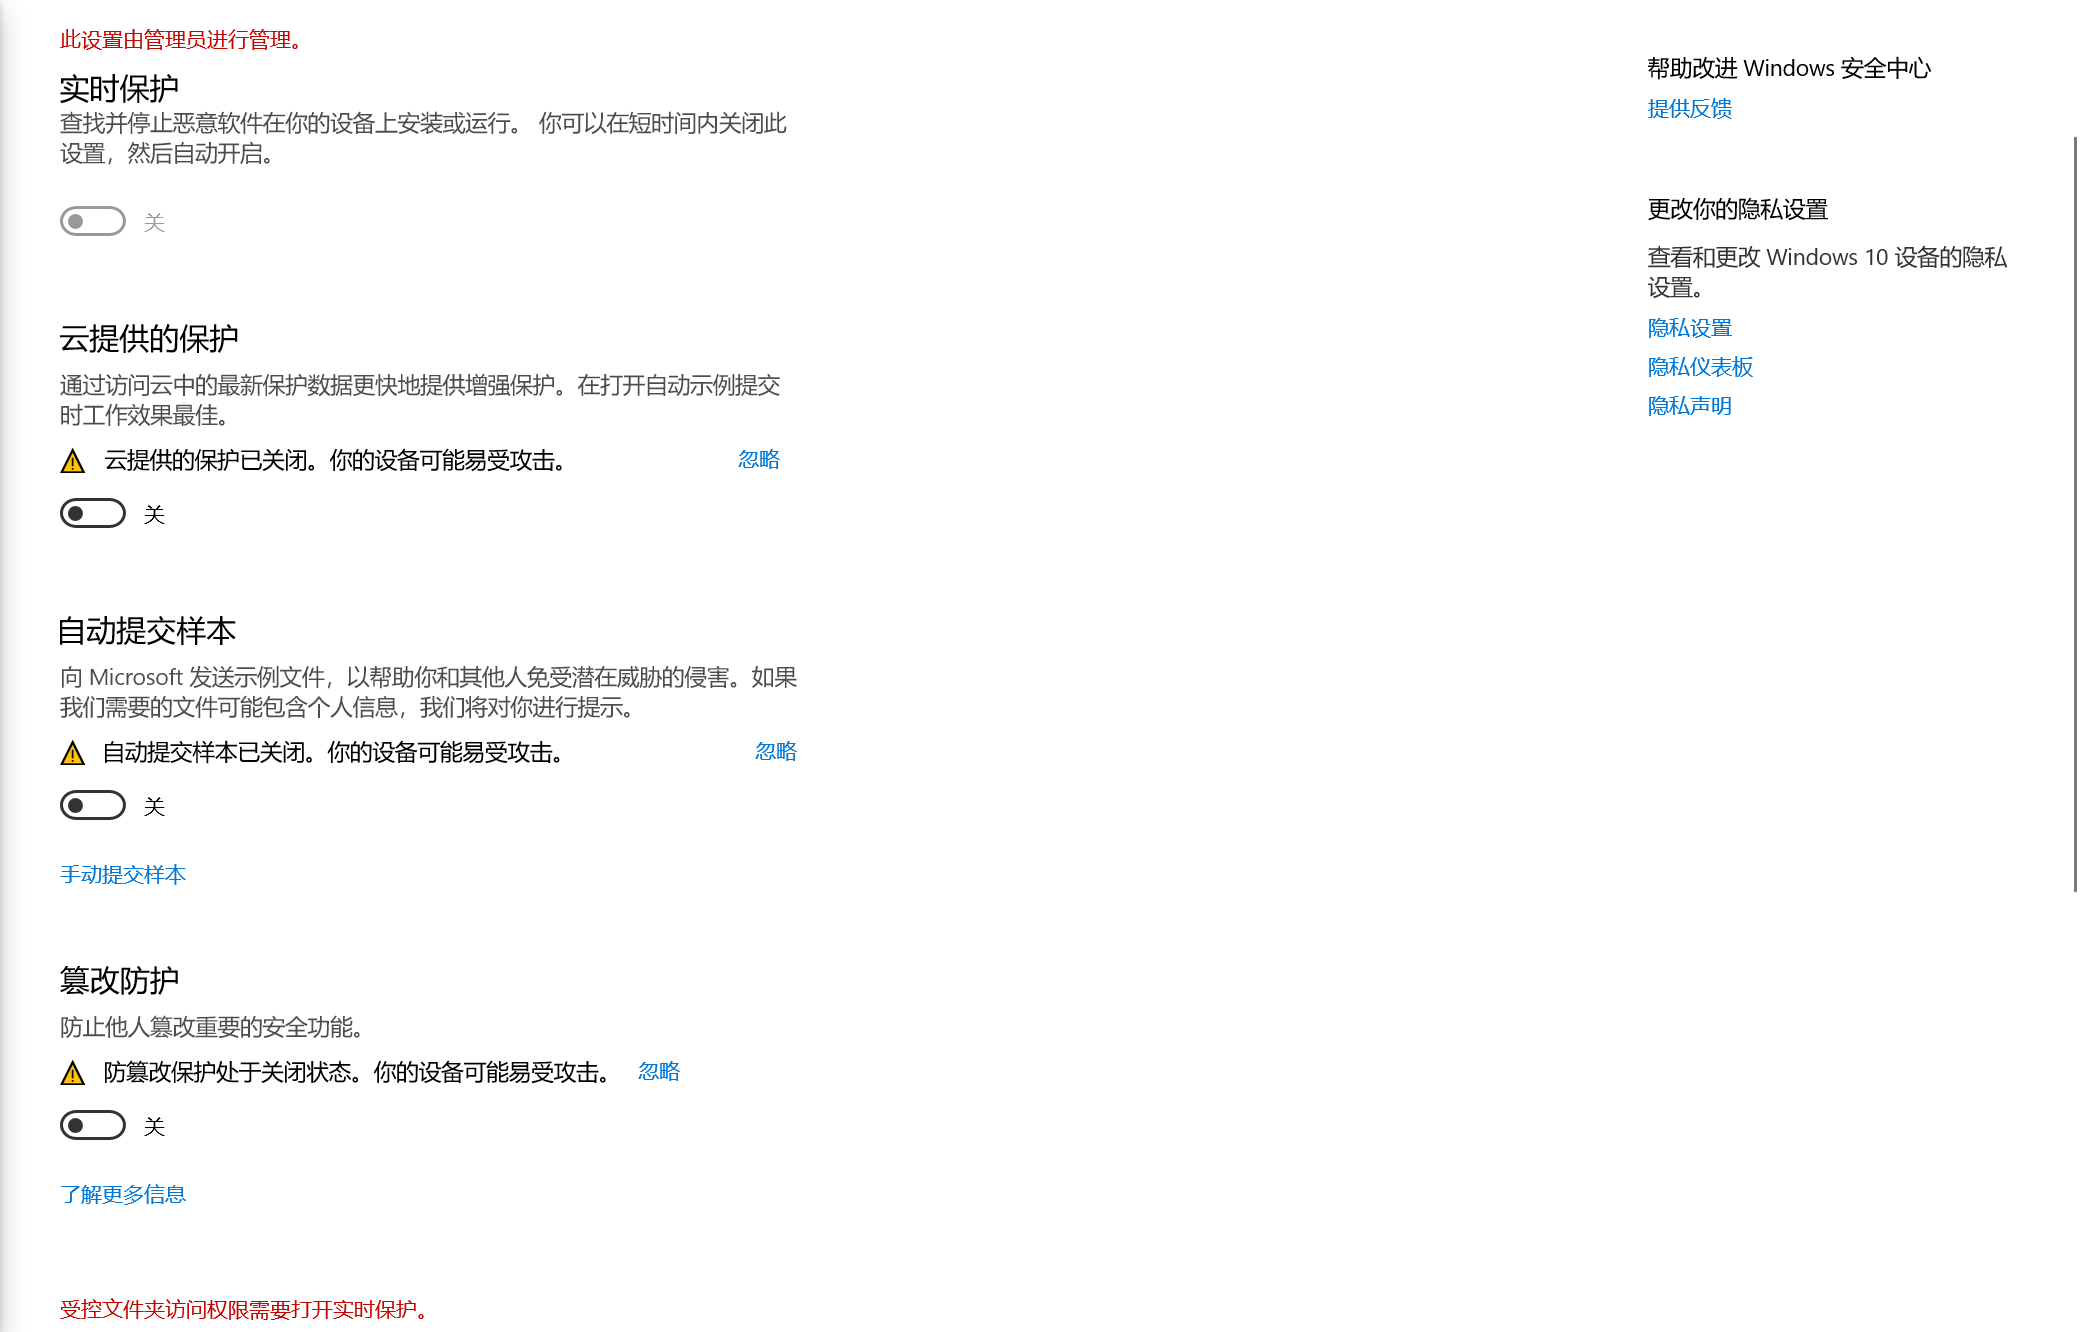 此设置由管理员进行管理。
实时保护
查找并停止恶意软件在你的设备上安装或运行。 你可以在短时间内关闭此
设置，然后自动开启。
关
云提供的保护
通过访问云中的最新保护数据更快地提供增强保护。在打开自动示例提交
时工作效果最佳。
云提供的保护已关闭。你的设备可能易受攻击。 忽略
关
自动提交样本
向 Microsoft 发送示例文件，以帮助你和其他人免受潜在威胁的侵害。如果
我们需要的文件可能包含个人信息，我们将对你进行提示。
自动提交样本已关闭。你的设备可能易受攻击。 忽略
关
手动提交样本
篡改防护
防止他人篡改重要的安全功能。
防篡改保护处于关闭状态。你的设备可能易受攻击。 忽略
关
了解更多信息
受控文件夹访问权限需要打开实时保护。
帮助改进 Windows 安全中心
提供反馈
更改你的隐私设置
查看和更改 Windows 10 设备的隐私
设置。
隐私设置
隐私仪表板
隐私声明